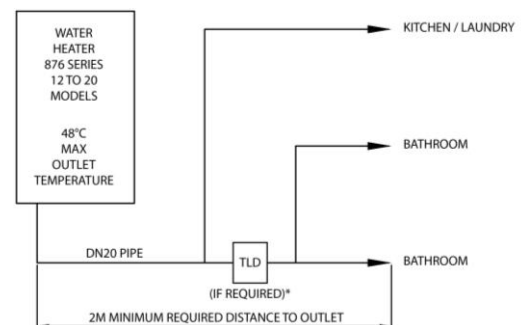 WATER
HEATER
876 SERIES
12 TO 20
MODELS
48°C
MAX
OUTLET
TEMPERATURE
KITCHEN / LAUNDRY
BATHROOM
DN20 PIPE
TLD
BATHROOM
(IF REQUIRED)*
2M MINIMUM REQUIRED DISTANCE TO OUTLET